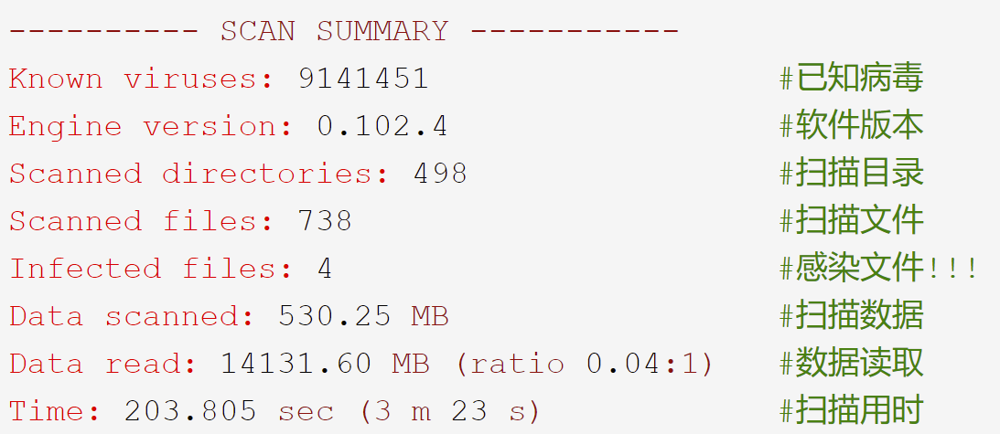 ---------- SCAN SUMMARY -----------
Known viruses: 9141451 #已知病毒
Engine version: 0.102.4 #软件版本
Scanned directories: 498 #扫描目录
Scanned files: 738 #扫描文件
Infected files: 4 #感染文件!!!
Data scanned: 530.25 MB #扫描数据
Data read: 14131.60 MB (ratio 0.04:1) #数据读取
Time: 203.805 sec (3 m 23 s) #扫描用时